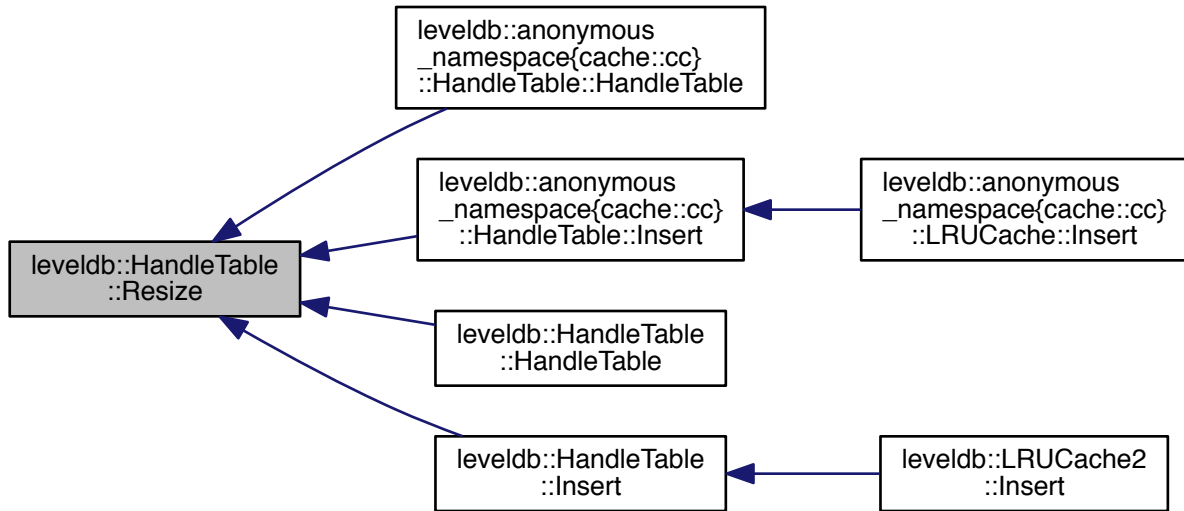 leveldb::anonymous
_namespace{cache::cc}
::HandleTable::HandleTable
leveldb::anonymous
_namespace{cache::cc}
::HandleTable::Insert
leveldb::anonymous
_namespace{cache::cc}
::LRUCache::Insert
leveldb::HandleTable
::Resize
leveldb::HandleTable
::HandleTable
leveldb::HandleTable
::Insert
leveldb::LRUCache2
::Insert